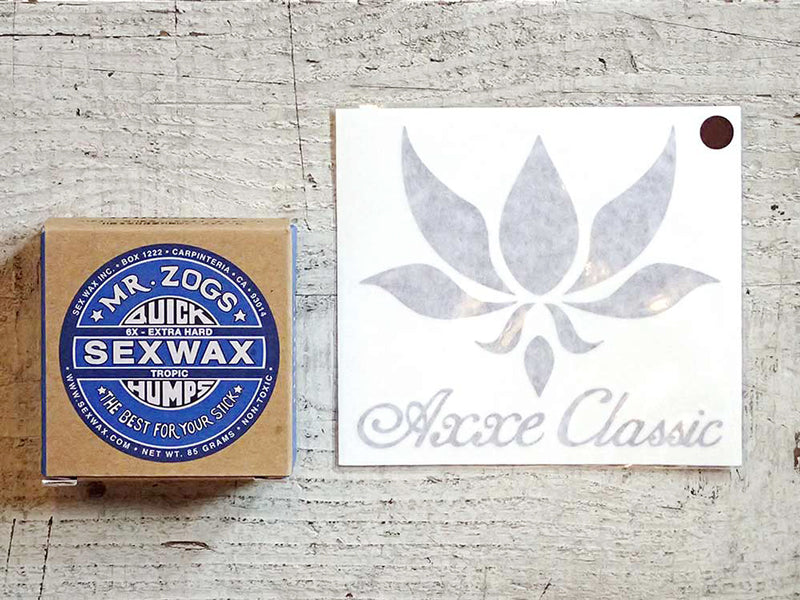 SEX WAX INC. • BOX 1222 • CARPINTERIA • CA • 93014
MR. ZOGS
QUICK
6X - EXTRA HARD
SEXWAX
TROPIC
HUMPS
THE BEST FOR YOUR STICK
• WWW.SEXWAX.COM • NET WT. 85 GRAMS • NON-TOXIC •
Axxe Classic